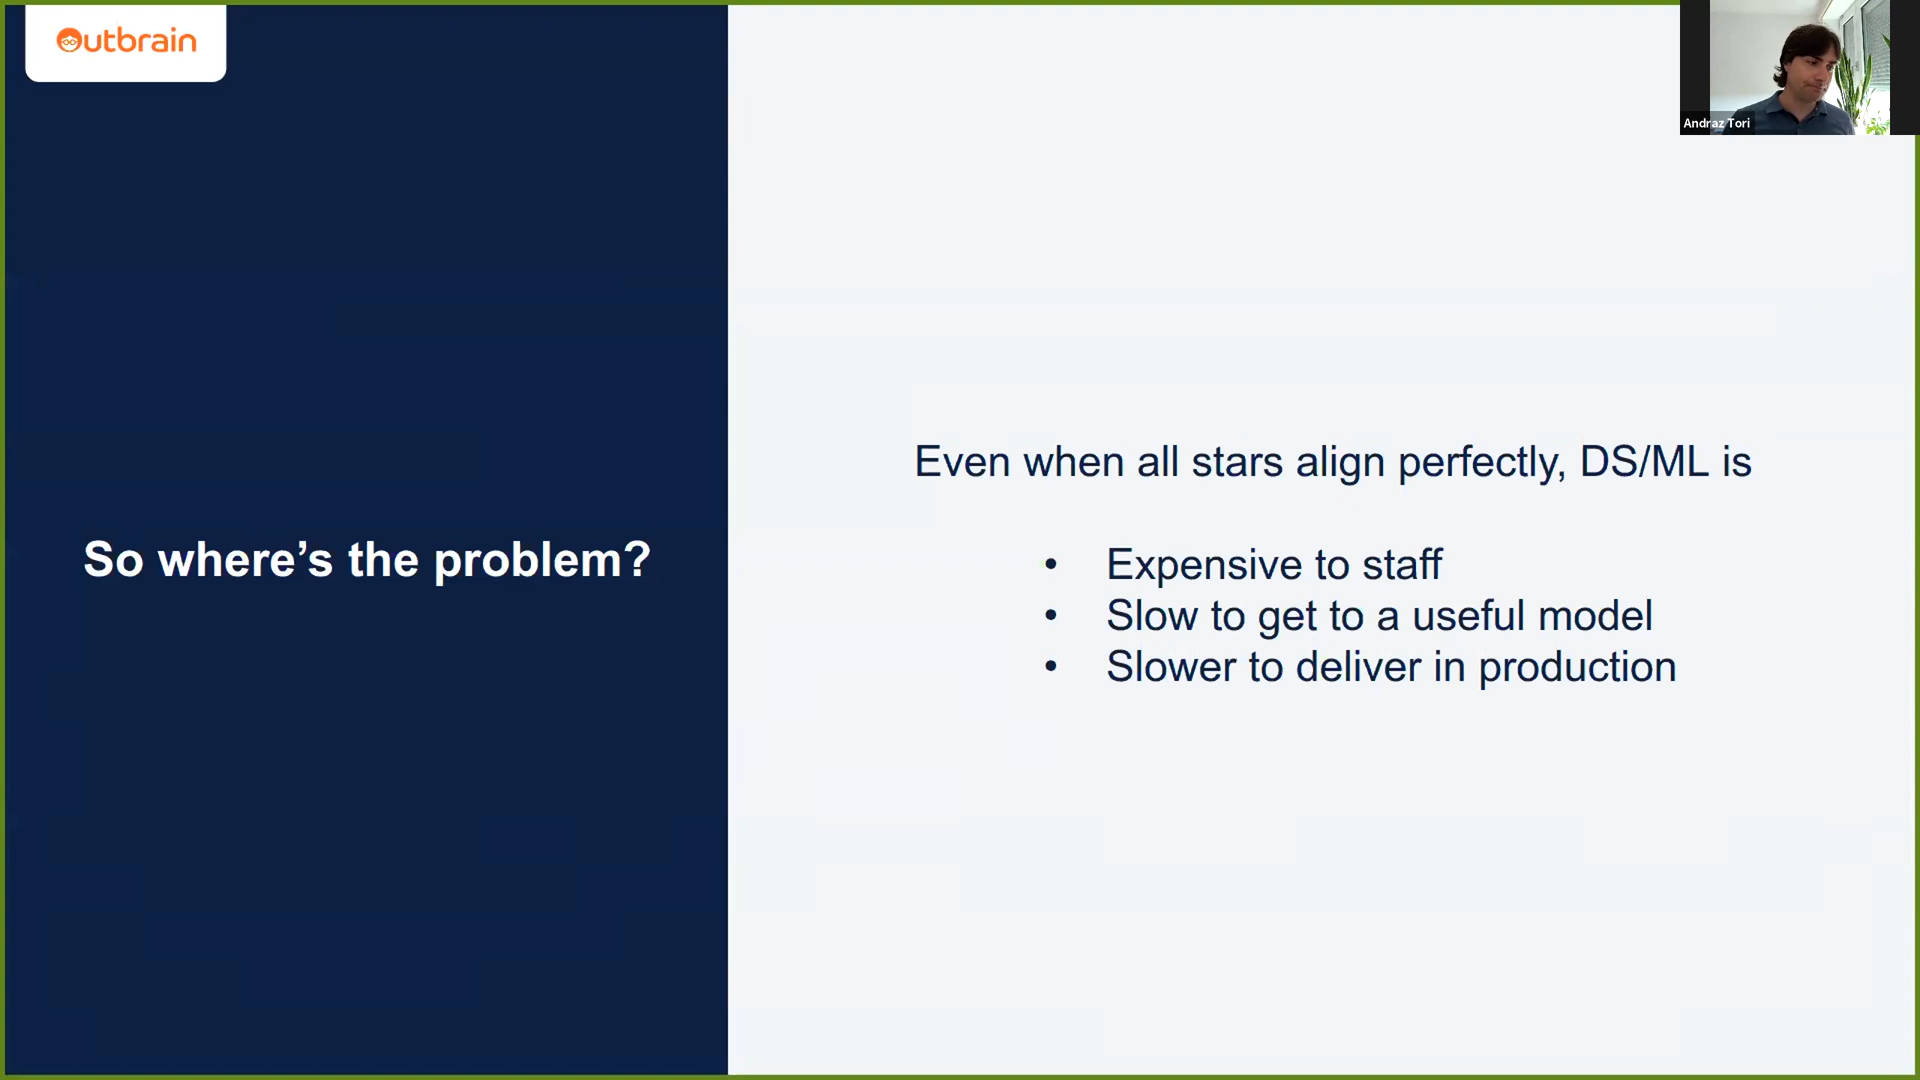 Outbrain
Andraz Tori
So where's the problem?
Even when all stars align perfectly, DS/ML is
• Expensive to staff
• Slow to get to a useful model
• Slower to deliver in production